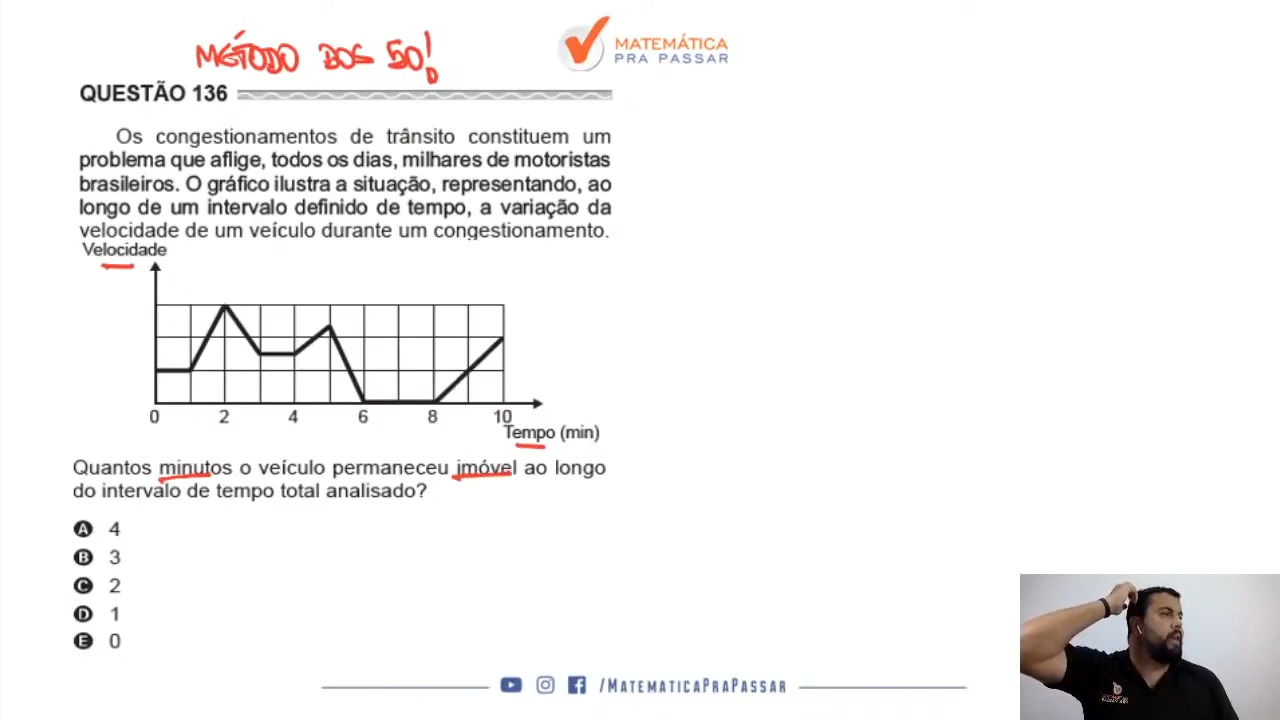 MÉTODO DOS 50!
MATEMÁTICA
PRA PASSAR
QUESTÃO 136
Os congestionamentos de trânsito constituem um
problema que aflige, todos os dias, milhares de motoristas
brasileiros. O gráfico ilustra a situação, representando, ao
longo de um intervalo definido de tempo, a variação da
velocidade de um veículo durante um congestionamento.
Velocidade
0 2 4 6 8 10
Tempo (min)
Quantos minutos o veículo permaneceu imóvel ao longo
do intervalo de tempo total analisado?
A 4
B 3
C 2
D 1
E 0
/MATEMATICAPRAPASSAR